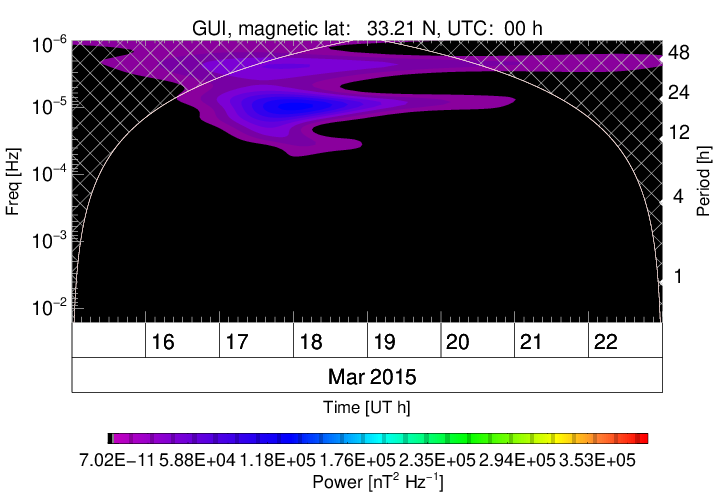 GUI, magnetic lat: 33.21 N, UTC: 00 h
10⁻⁶
10⁻⁵
10⁻⁴
10⁻³
10⁻²
Freq [Hz]
48
24
12
4
1
Period [h]
16 17 18 19 20 21 22
Mar 2015
Time [UT h]
7.02E−11 5.88E+04 1.18E+05 1.76E+05 2.35E+05 2.94E+05 3.53E+05
Power [nT² Hz⁻¹]